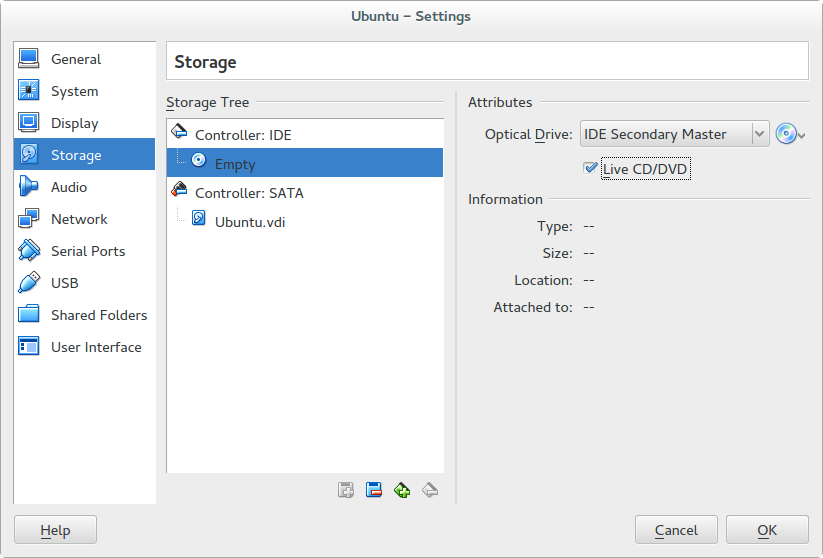 Ubuntu – Settings
General
System
Display
Storage
Audio
Network
Serial Ports
USB
Shared Folders
User Interface
Storage
Storage Tree
Controller: IDE
Empty
Controller: SATA
Ubuntu.vdi
Attributes
Optical Drive: IDE Secondary Master
Live CD/DVD
Information
Type: --
Size: --
Location: --
Attached to: --
Help
Cancel
OK